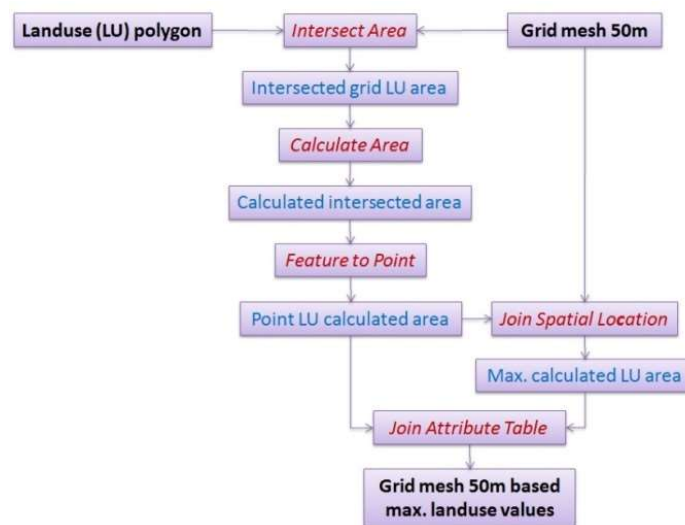 Landuse (LU) polygon
Intersect Area
Grid mesh 50m
Intersected grid LU area
Calculate Area
Calculated intersected area
Feature to Point
Point LU calculated area
Join Spatial Location
Max. calculated LU area
Join Attribute Table
Grid mesh 50m based
max. landuse values